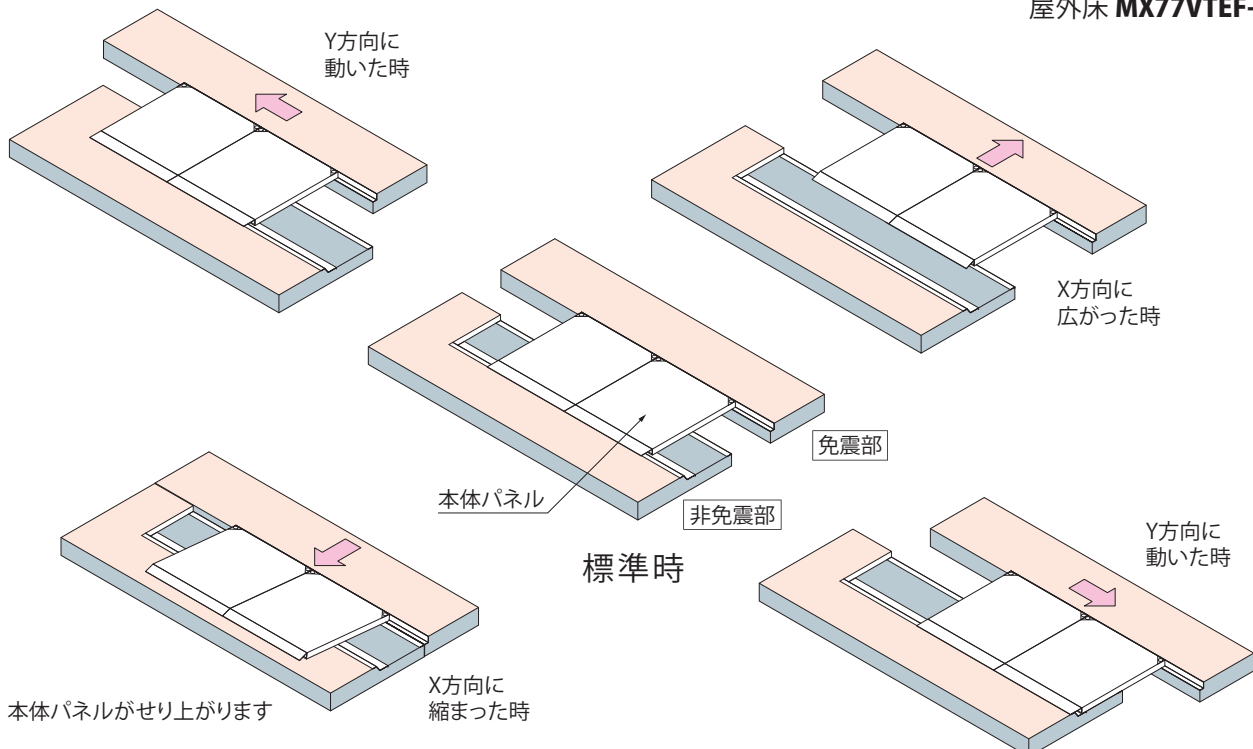 屋外床 MX77VTEF-
Y方向に
動いた時
X方向に
広がった時
本体パネル
免震部
非免震部
標準時
本体パネルがせり上がります
X方向に
縮まった時
Y方向に
動いた時